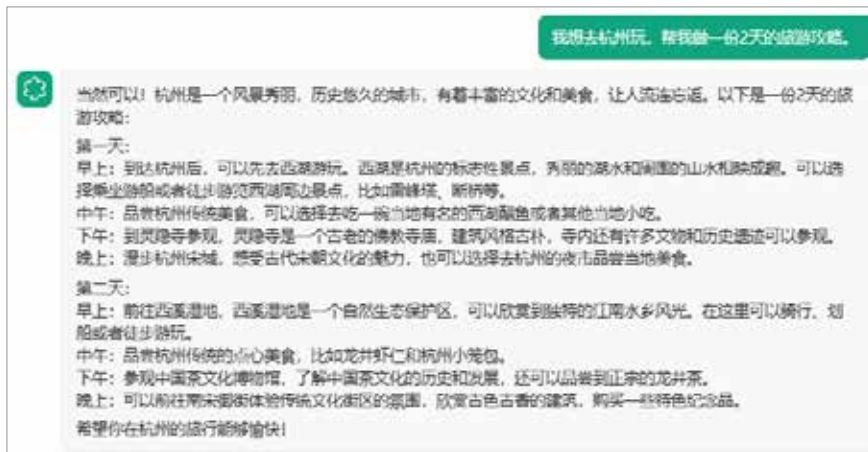 我想去杭州玩，帮我做一份2天的旅游攻略。
当然可以！杭州是一个风景秀丽、历史悠久的城市，有着丰富的文化和美食，让人流连忘返。以下是一份2天的旅
游攻略：
第一天：
早上：到达杭州后，可以先去西湖游玩。西湖是杭州的标志性景点，秀丽的湖水和周围的山水相映成趣。可以选
择乘坐游船或者徒步游览西湖周边景点，比如雷峰塔、断桥等。
中午：品尝杭州传统美食，可以选择去吃一碗当地有名的西湖醋鱼或者其他当地小吃。
下午：到灵隐寺参观，灵隐寺是一个古老的佛教寺庙，建筑风格古朴，寺内还有许多文物和历史遗迹可以参观。
晚上：漫步杭州宋城，感受古代宋朝文化的魅力，也可以选择去杭州的夜市品尝当地美食。
第二天：
早上：前往西溪湿地，西溪湿地是一个自然生态保护区，可以欣赏到独特的江南水乡风光。在这里可以骑行、划
船或者徒步游玩。
中午：品尝杭州传统的点心美食，比如龙井虾仁和杭州小笼包。
下午：参观中国茶文化博物馆，了解中国茶文化的历史和发展，还可以品尝到正宗的龙井茶。
晚上：可以前往南宋御街体验传统文化街区的氛围，欣赏古色古香的建筑，购买一些特色纪念品。
希望你在杭州的旅行能够愉快！